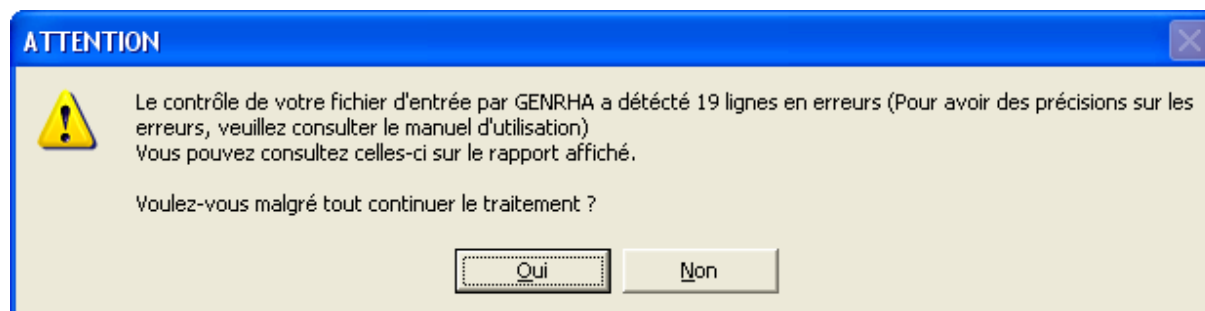 ATTENTION
Le contrôle de votre fichier d'entrée par GENRHA a détécté 19 lignes en erreurs (Pour avoir des précisions sur les
erreurs, veuillez consulter le manuel d'utilisation)
Vous pouvez consultez celles-ci sur le rapport affiché.
Voulez-vous malgré tout continuer le traitement ?
Oui
Non